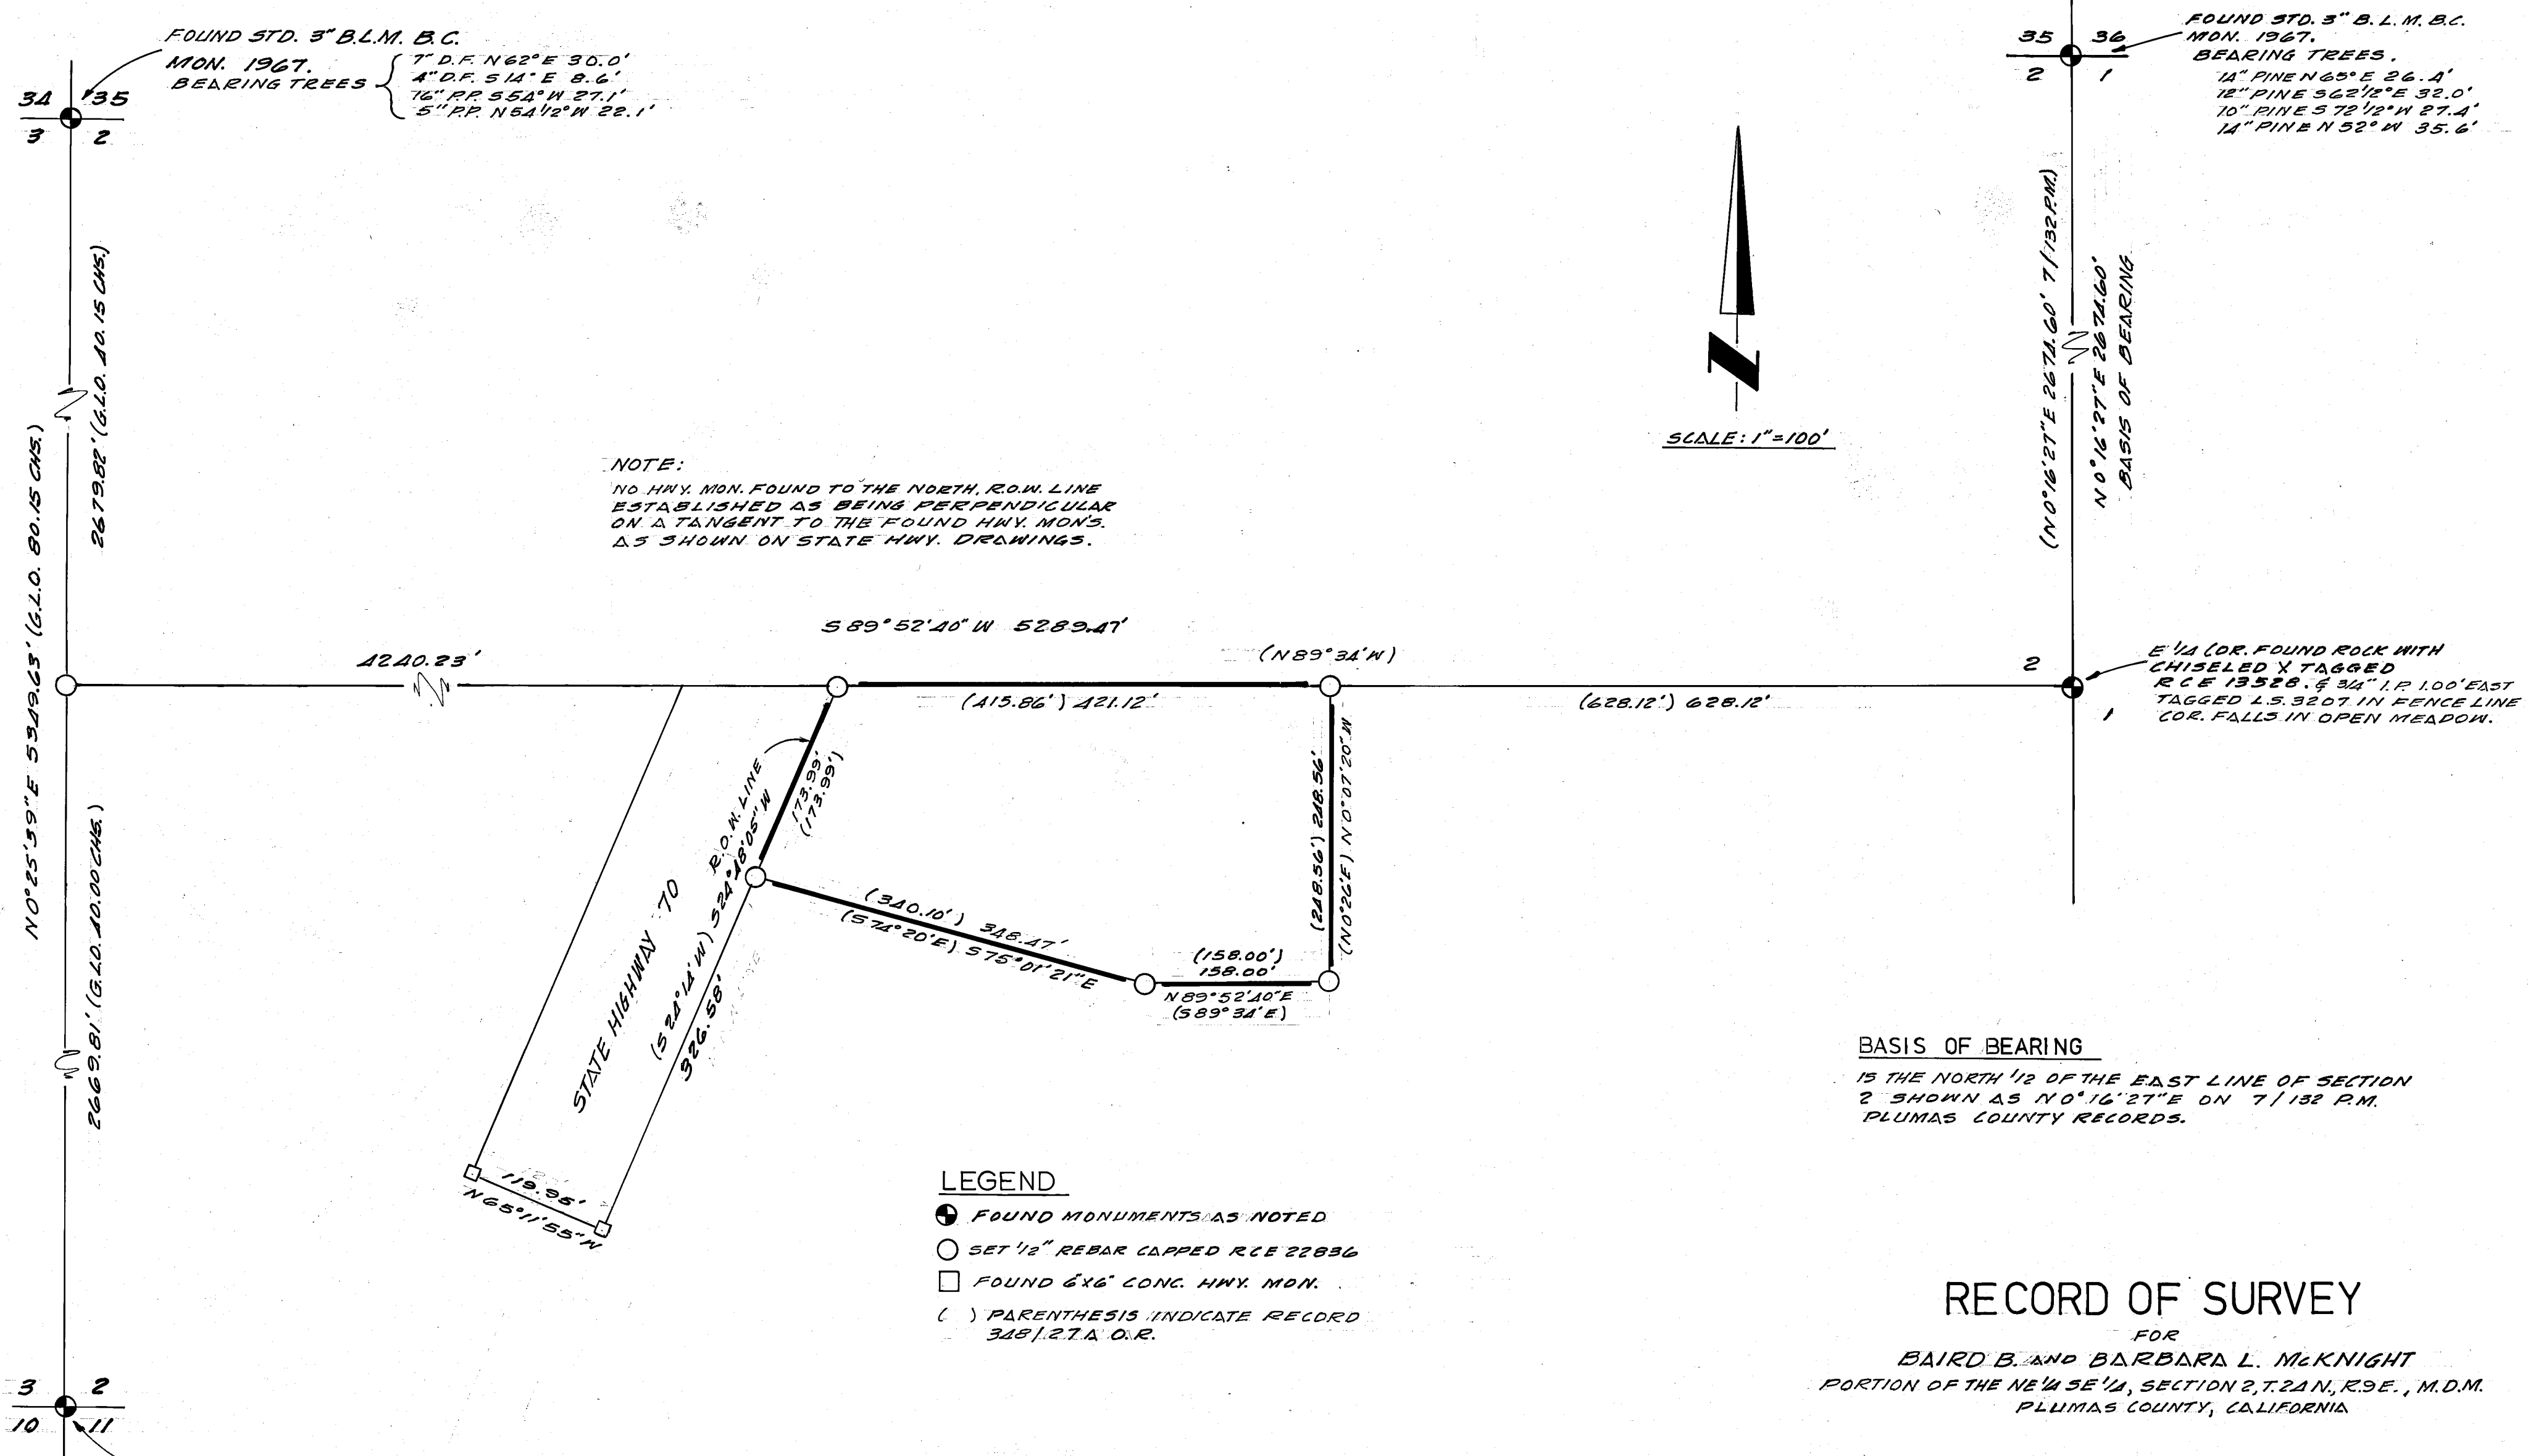 FOUND STD. 3" B.L.M. B.C.
MON. 1967.
BEARING TREES
7" D.F. N62°E 30.0'
4" D.F. S14°E 8.6'
16" P.P. S54°W 27.1'
5" P.P. N54 1/2°W 22.1'
34 35
3 2
FOUND STD. 3" B.L.M. B.C.
MON. 1967.
BEARING TREES.
14" PINE N65°E 26.4'
12" PINE S62 1/2°E 32.0'
10" PINE S72 1/2°W 27.4'
14" PINE N52°W 35.6'
35 36
2 1
N0°25'39"E 5349.63' (G.L.O. 80.15 CHS.)
2679.82' (G.L.O. 40.15 CHS.)
2669.81' (G.L.O. 40.00 CHS.)
(N0°16'27"E 2674.60' 7/132 P.M.)
N0°16'27"E 2674.60'
BASIS OF BEARING
N
SCALE: 1"=100'
NOTE:
NO HWY. MON. FOUND TO THE NORTH, R.O.W. LINE
ESTABLISHED AS BEING PERPENDICULAR
ON A TANGENT TO THE FOUND HWY. MON'S.
AS SHOWN ON STATE HWY. DRAWINGS.
S89°52'40"W 5289.47'
4240.23'
(N89°34'W)
(415.86') 421.12'
(628.12') 628.12'
2
1
E 1/4 COR. FOUND ROCK WITH
CHISELED X TAGGED
RCE 13528. & 3/4" I.P. 1.00' EAST
TAGGED L.S. 3207 IN FENCE LINE
COR. FALLS IN OPEN MEADOW.
R.O.W. LINE
173.99'
(173.99')
(S24°14'W) S24°48'05"W
326.58'
STATE HIGHWAY 70
(248.56') 248.56'
(N0°26'E) N0°07'20"W
(340.10') 348.47'
(S74°20'E) S75°01'21"E
(158.00')
158.00'
N89°52'40"E
(S89°34'E)
119.95'
N65°11'55"W
BASIS OF BEARING
IS THE NORTH 1/2 OF THE EAST LINE OF SECTION
2 SHOWN AS N0°16'27"E ON 7/132 P.M.
PLUMAS COUNTY RECORDS.
LEGEND
FOUND MONUMENTS AS NOTED
SET 1/2" REBAR CAPPED RCE 22836
FOUND 6"X6" CONC. HWY. MON.
( ) PARENTHESIS INDICATE RECORD
348/274 O.R.
RECORD OF SURVEY
FOR
BAIRD B. AND BARBARA L. McKNIGHT
PORTION OF THE NE 1/4 SE 1/4, SECTION 2, T.24N., R.9E., M.D.M.
PLUMAS COUNTY, CALIFORNIA
3 2
10 11